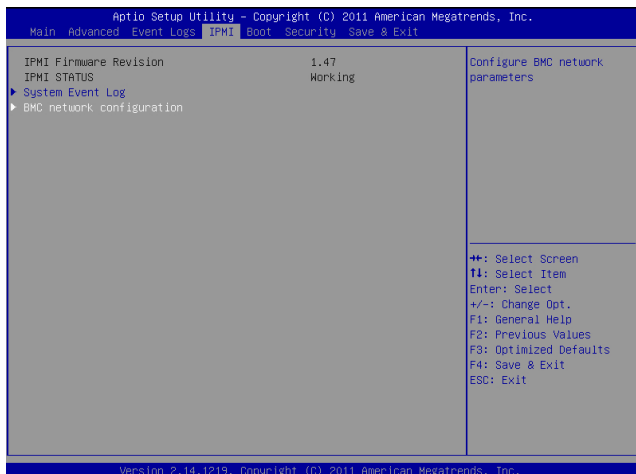 Aptio Setup Utility – Copyright (C) 2011 American Megatrends, Inc.
Main Advanced Event Logs IPMI Boot Security Save & Exit
IPMI Firmware Revision 1.47
IPMI STATUS Working
System Event Log
BMC network configuration
Configure BMC network
parameters
→←: Select Screen
↑↓: Select Item
Enter: Select
+/-: Change Opt.
F1: General Help
F2: Previous Values
F3: Optimized Defaults
F4: Save & Exit
ESC: Exit
Version 2.14.1219. Copyright (C) 2011 American Megatrends, Inc.